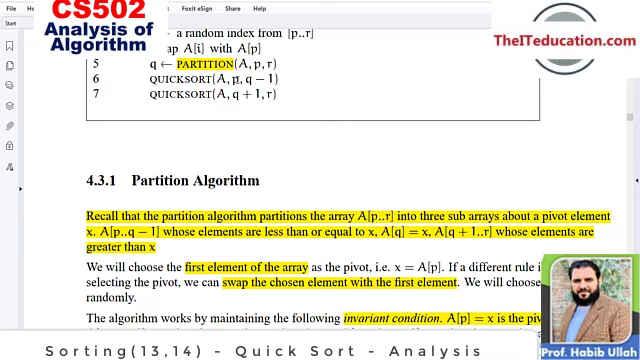 File Home View Foxit eSign Share Help
Start
CS502
Analysis of
Algorithm
TheITeducation.com
a random index from [p..r]
ap A[i] with A[p]
5 q ← PARTITION(A, p, r)
6 QUICKSORT(A, p, q − 1)
7 QUICKSORT(A, q + 1, r)
4.3.1 Partition Algorithm
Recall that the partition algorithm partitions the array A[p..r] into three sub arrays about a pivot element
x. A[p..q − 1] whose elements are less than or equal to x, A[q] = x, A[q + 1..r] whose elements are
greater than x
We will choose the first element of the array as the pivot, i.e. x = A[p]. If a different rule i
selecting the pivot, we can swap the chosen element with the first element. We will choose
randomly.
The algorithm works by maintaining the following invariant condition. A[p] = x is the piv
Prof. Habib Ullah
Sorting(13,14) - Quick Sort - Analysis